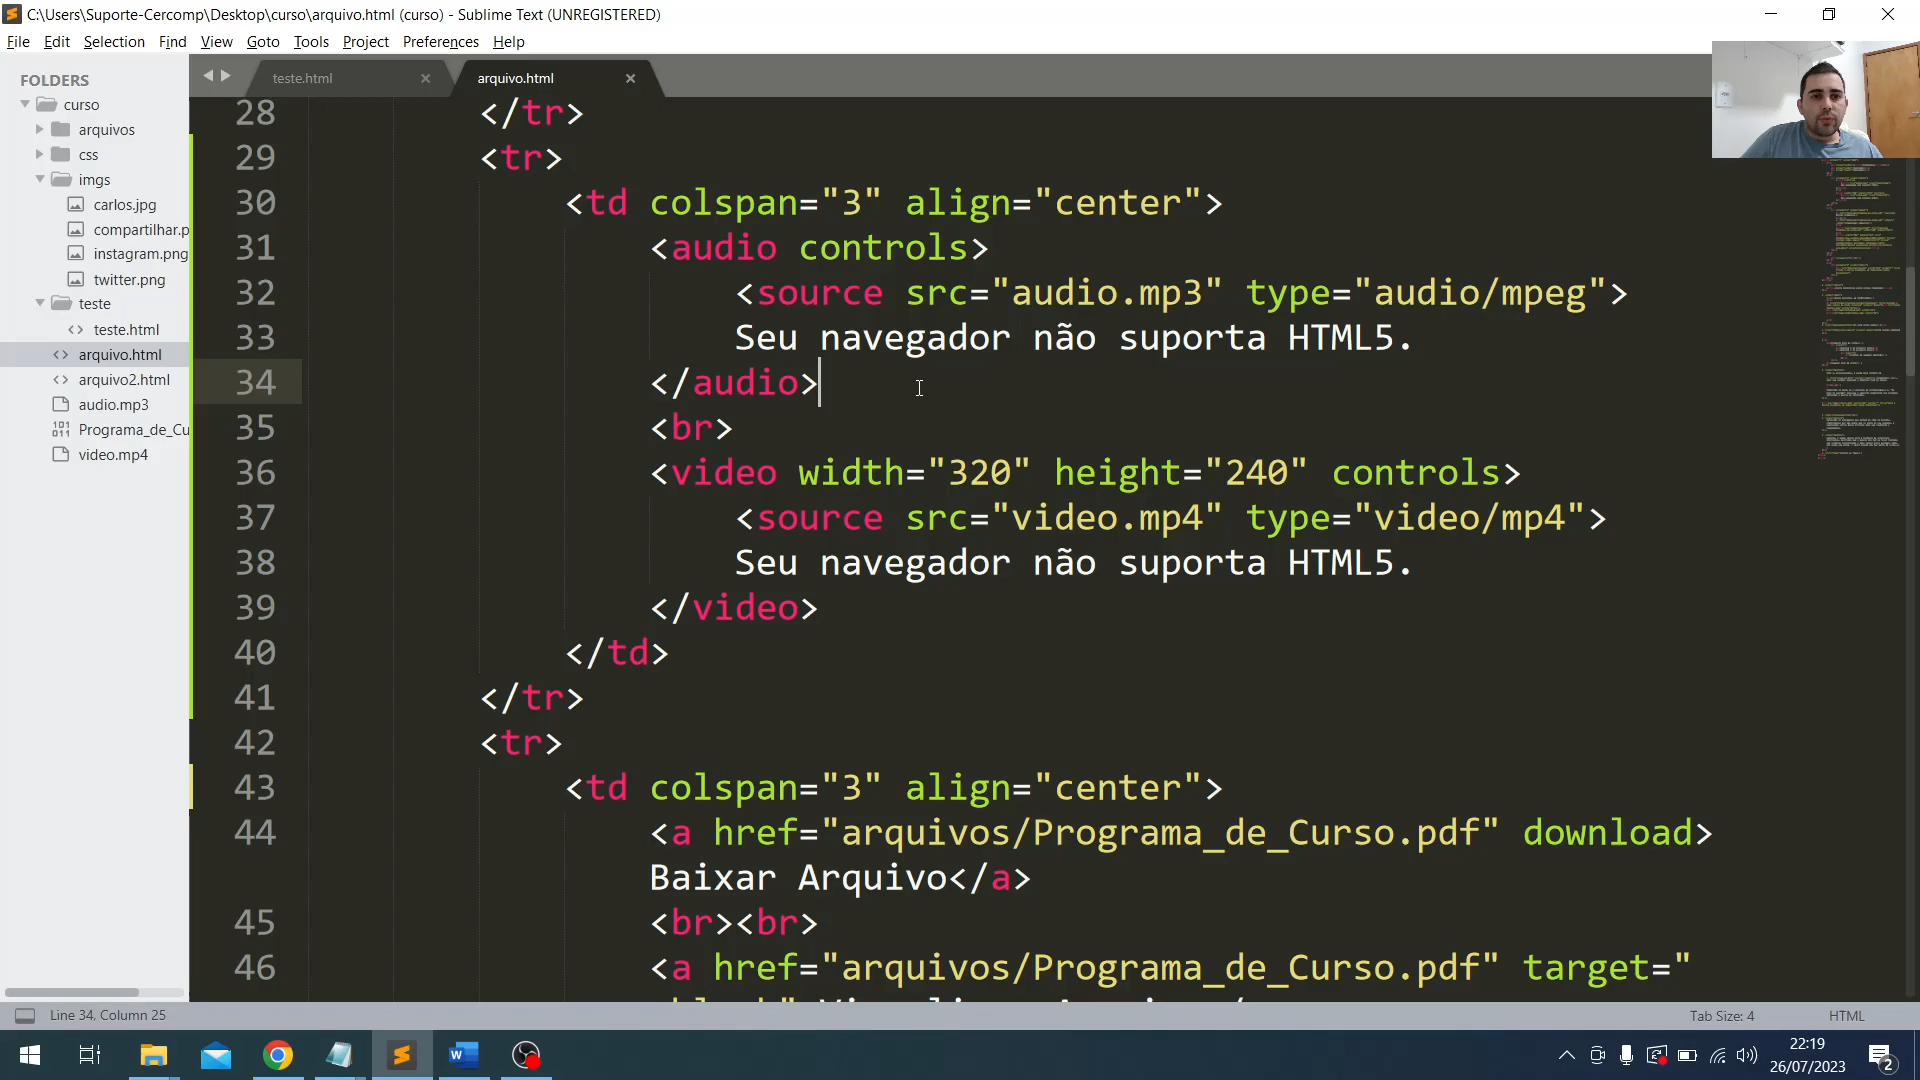 C:\Users\Suporte-Cercomp\Desktop\curso\arquivo.html (curso) - Sublime Text (UNREGISTERED)
File Edit Selection Find View Goto Tools Project Preferences Help
FOLDERS
curso
arquivos
css
imgs
carlos.jpg
compartilhar.p
instagram.png
twitter.png
teste
teste.html
arquivo.html
arquivo2.html
audio.mp3
Programa_de_Cu
video.mp4
teste.html arquivo.html
28 </tr>
29 <tr>
30 <td colspan="3" align="center">
31 <audio controls>
32 <source src="audio.mp3" type="audio/mpeg">
33 Seu navegador não suporta HTML5.
34 </audio>
35 <br>
36 <video width="320" height="240" controls>
37 <source src="video.mp4" type="video/mp4">
38 Seu navegador não suporta HTML5.
39 </video>
40 </td>
41 </tr>
42 <tr>
43 <td colspan="3" align="center">
44 <a href="arquivos/Programa_de_Curso.pdf" download>
Baixar Arquivo</a>
45 <br><br>
46 <a href="arquivos/Programa_de_Curso.pdf" target="
Line 34, Column 25 Tab Size: 4 HTML
22:19
26/07/2023
2